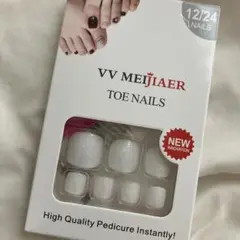 12/24
NAILS
VV MEIJIAER
TOE NAILS
NEW
High Quality Pedicure Instantly!